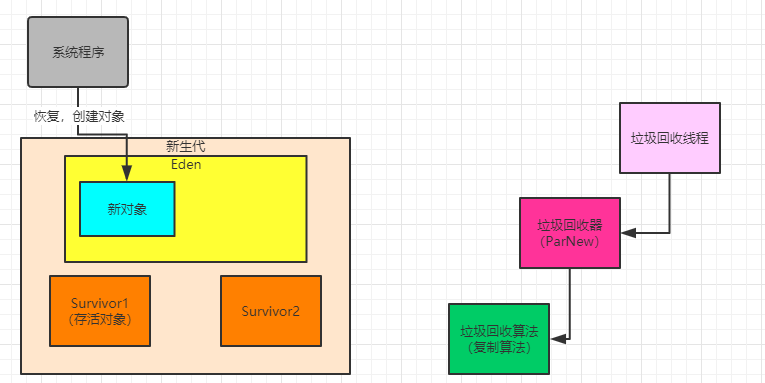 系统程序
恢复，创建对象
新生代
Eden
新对象
Survivor1
（存活对象）
Survivor2
垃圾回收线程
垃圾回收器
（ParNew）
垃圾回收算法
（复制算法）